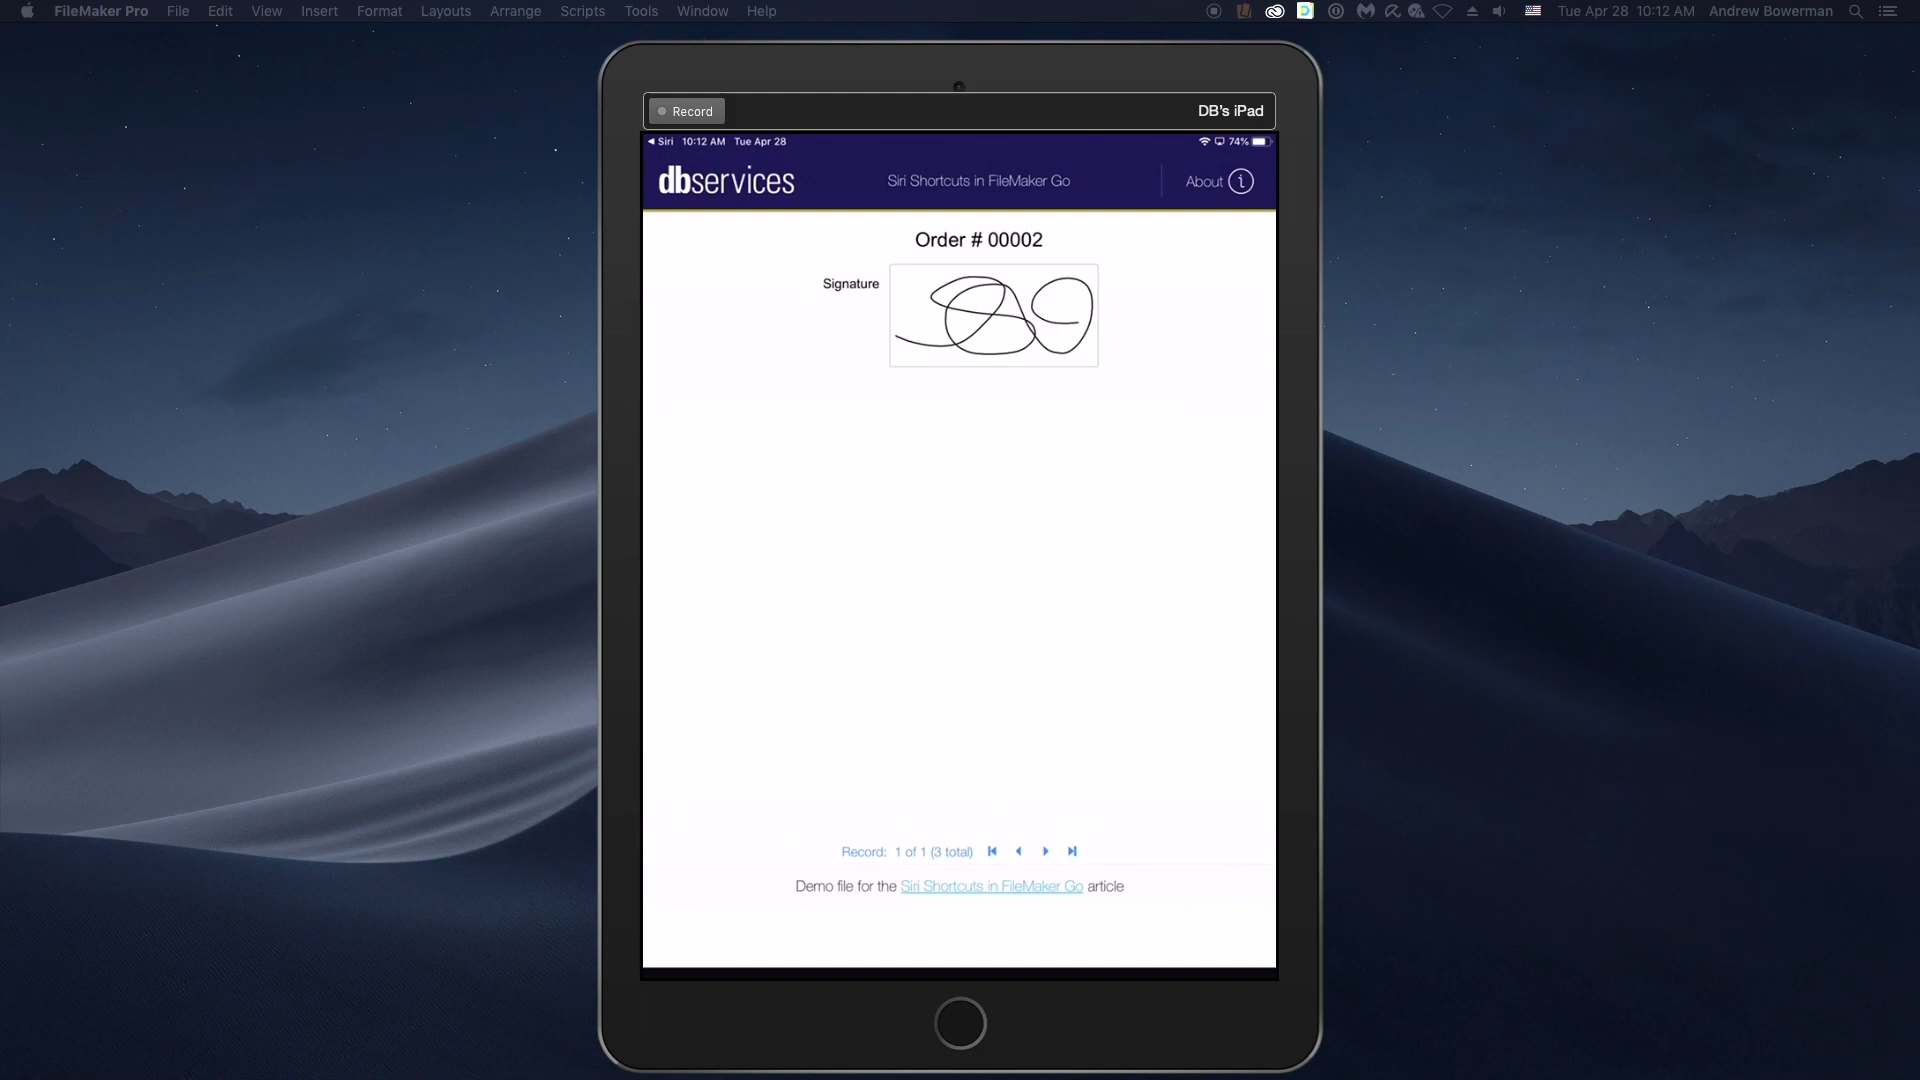 FileMaker Pro File Edit View Insert Format Layouts Arrange Scripts Tools Window Help Tue Apr 28 10:12 AM Andrew Bowerman
Record DB's iPad
Siri 10:12 AM Tue Apr 28 74%
dbservices Siri Shortcuts in FileMaker Go About
Order # 00002
Signature
Record: 1 of 1 (3 total)
Demo file for the Siri Shortcuts in FileMaker Go article